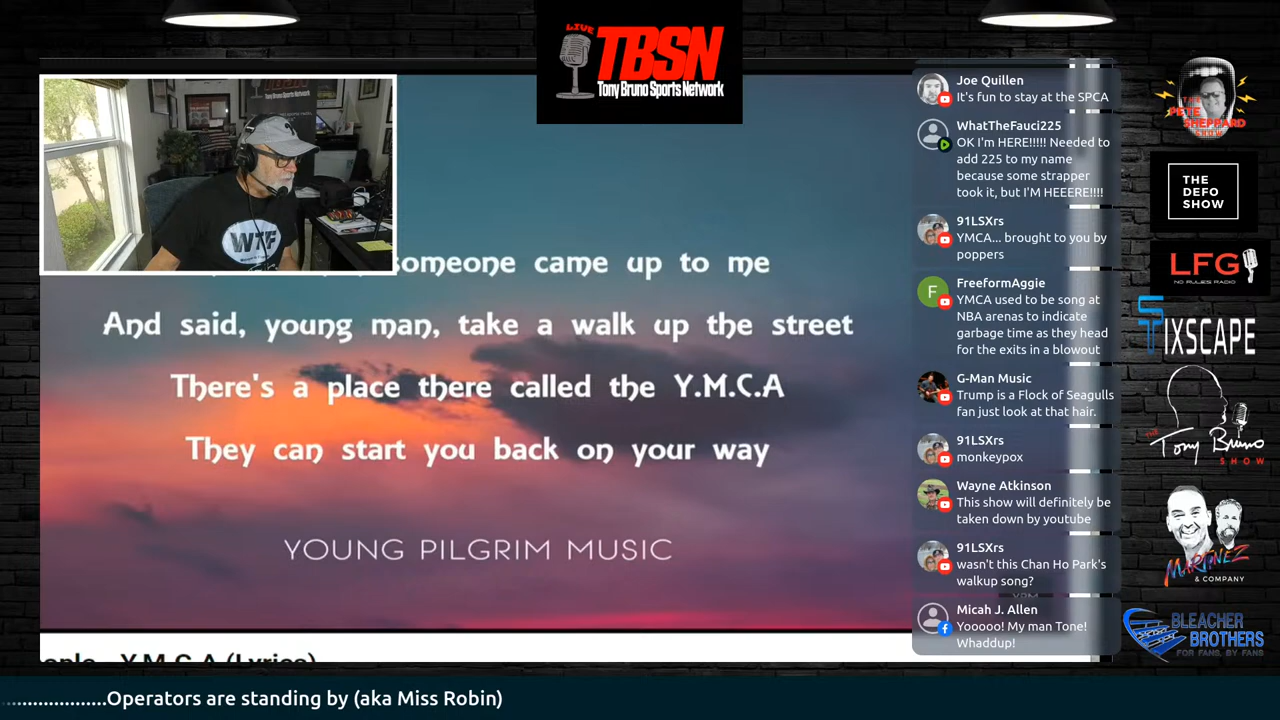 LIVE
TBSN
Tony Bruno Sports Network
WTF
someone came up to me
And said, young man, take a walk up the street
There's a place there called the Y.M.C.A
They can start you back on your way
YOUNG PILGRIM MUSIC
Y.M.C.A (Lyrics)
Joe Quillen
It's fun to stay at the SPCA
WhatTheFauci225
OK I'm HERE!!!!! Needed to
add 225 to my name
because some strapper
took it, but I'M HEEERE!!!!
91LSXrs
YMCA... brought to you by
poppers
FreeformAggie
F
YMCA used to be song at
NBA arenas to indicate
garbage time as they head
for the exits in a blowout
G-Man Music
Trump is a Flock of Seagulls
fan just look at that hair.
91LSXrs
monkeypox
Wayne Atkinson
This show will definitely be
taken down by youtube
91LSXrs
wasn't this Chan Ho Park's
walkup song?
Micah J. Allen
Yooooo! My man Tone!
Whaddup!
THE
PETE
SHEPPARD
SHOW
THE
DEFO
SHOW
LFG
NO RULES RADIO
TIXSCAPE
THE
Tony Bruno
SHOW
MARTINEZ
& COMPANY
BLEACHER
BROTHERS
FOR FANS, BY FANS
..................Operators are standing by (aka Miss Robin)